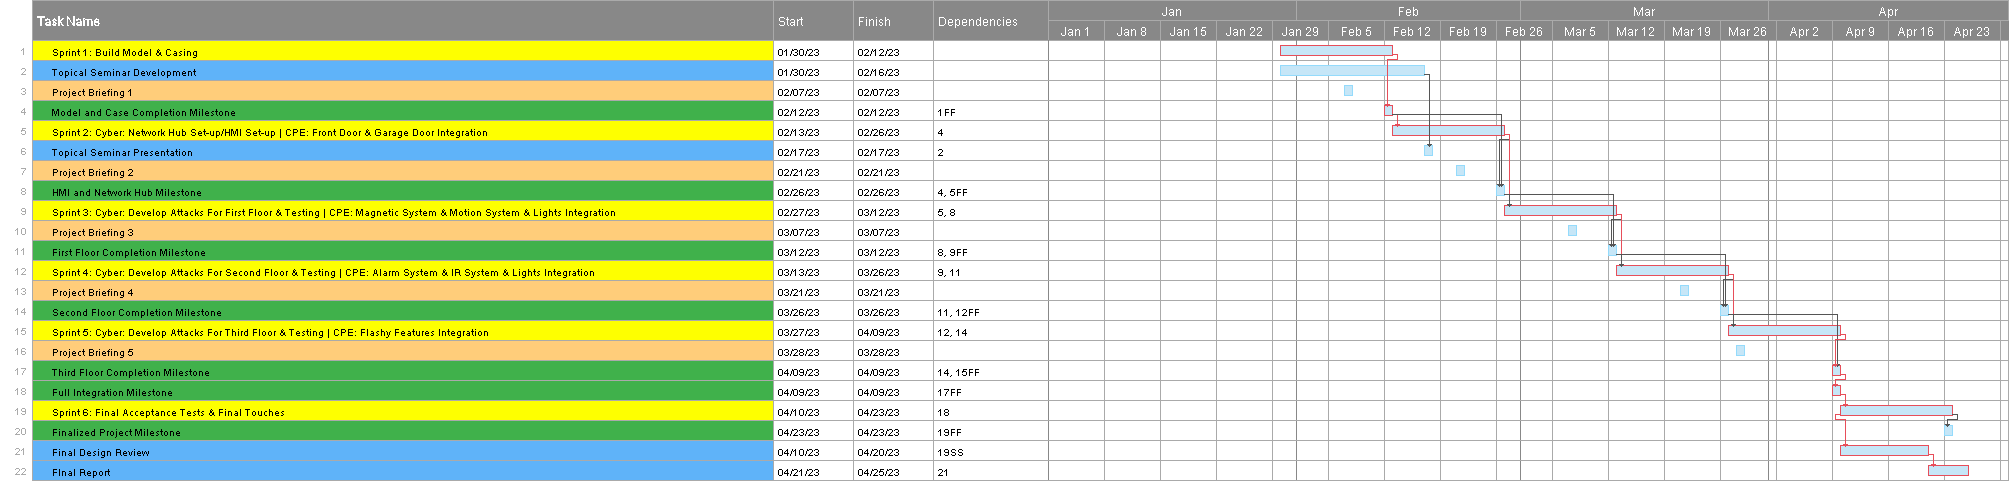 Task Name Start Finish Dependencies Jan Feb Mar Apr
Jan 1 Jan 8 Jan 15 Jan 22 Jan 29 Feb 5 Feb 12 Feb 19 Feb 26 Mar 5 Mar 12 Mar 19 Mar 26 Apr 2 Apr 9 Apr 16 Apr 23
1 Sprint 1: Build Model & Casing 01/30/23 02/12/23
2 Topical Seminar Development 01/30/23 02/16/23
3 Project Briefing 1 02/07/23 02/07/23
4 Model and Case Completion Milestone 02/12/23 02/12/23 1FF
5 Sprint 2: Cyber: Network Hub Set-up/HMI Set-up | CPE: Front Door & Garage Door Integration 02/13/23 02/26/23 4
6 Topical Seminar Presentation 02/17/23 02/17/23 2
7 Project Briefing 2 02/21/23 02/21/23
8 HMI and Network Hub Milestone 02/26/23 02/26/23 4, 5FF
9 Sprint 3: Cyber: Develop Attacks For First Floor & Testing | CPE: Magnetic System & Motion System & Lights Integration 02/27/23 03/12/23 5, 8
10 Project Briefing 3 03/07/23 03/07/23
11 First Floor Completion Milestone 03/12/23 03/12/23 8, 9FF
12 Sprint 4: Cyber: Develop Attacks For Second Floor & Testing | CPE: Alarm System & IR System & Lights Integration 03/13/23 03/26/23 9, 11
13 Project Briefing 4 03/21/23 03/21/23
14 Second Floor Completion Milestone 03/26/23 03/26/23 11, 12FF
15 Sprint 5: Cyber: Develop Attacks For Third Floor & Testing | CPE: Flashy Features Integration 03/27/23 04/09/23 12, 14
16 Project Briefing 5 03/28/23 03/28/23
17 Third Floor Completion Milestone 04/09/23 04/09/23 14, 15FF
18 Full Integration Milestone 04/09/23 04/09/23 17FF
19 Sprint 6: Final Acceptance Tests & Final Touches 04/10/23 04/23/23 18
20 Finalized Project Milestone 04/23/23 04/23/23 19FF
21 Final Design Review 04/10/23 04/20/23 19SS
22 FInal Report 04/21/23 04/25/23 21